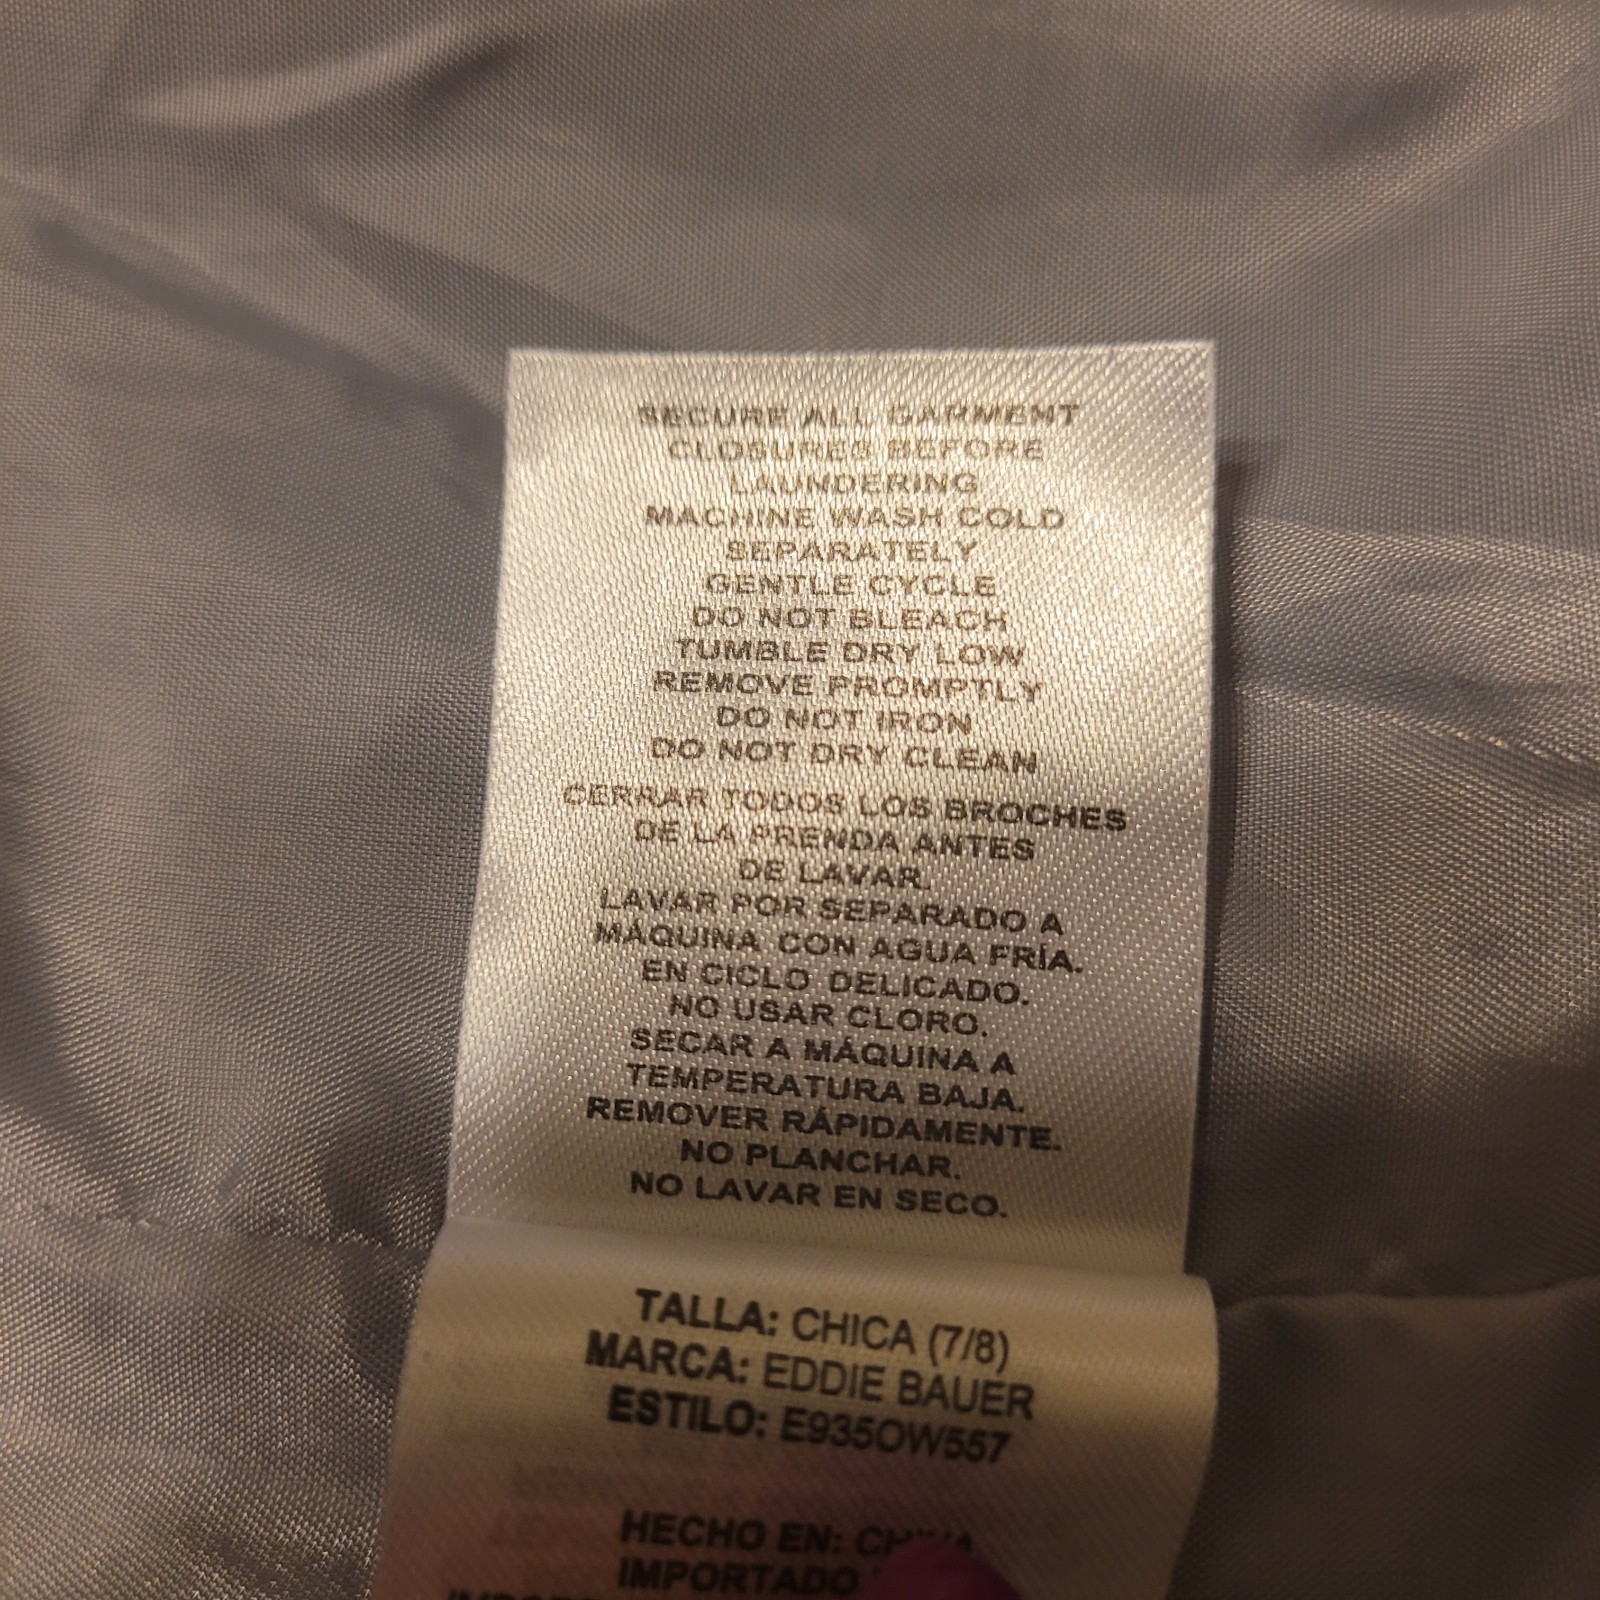 SECURE ALL GARMENT
CLOSURES BEFORE
LAUNDERING
MACHINE WASH COLD
SEPARATELY
GENTLE CYCLE
DO NOT BLEACH
TUMBLE DRY LOW
REMOVE PROMPTLY
DO NOT IRON
DO NOT DRY CLEAN
CERRAR TODOS LOS BROCHES
DE LA PRENDA ANTES
DE LAVAR.
LAVAR POR SEPARADO A
MÁQUINA CON AGUA FRÍA.
EN CICLO DELICADO.
NO USAR CLORO.
SECAR A MÁQUINA A
TEMPERATURA BAJA.
REMOVER RÁPIDAMENTE.
NO PLANCHAR.
NO LAVAR EN SECO.
TALLA: CHICA (7/8)
MARCA: EDDIE BAUER
ESTILO: E935OW557
HECHO EN: CHINA
IMPORTADO